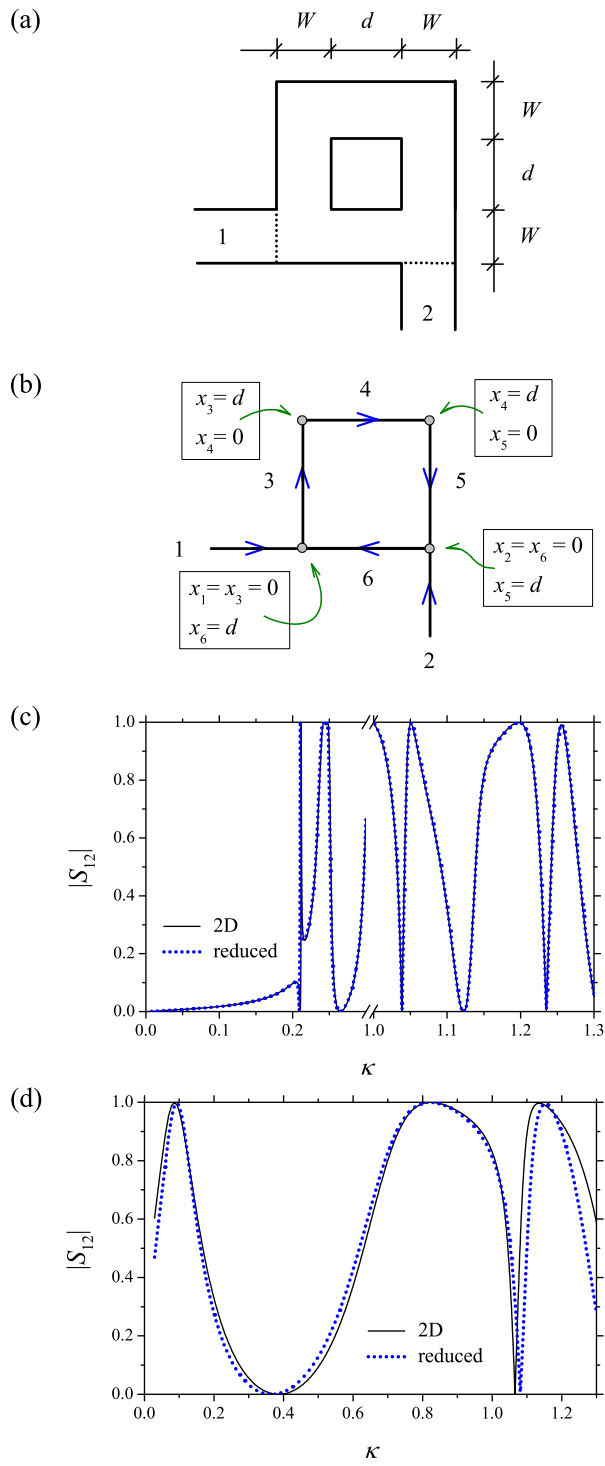 (a)
W d W
W
d
W
1
2
(b)
4
x3= d
x4= 0
x4= d
x5= 0
3
5
1
6
x1= x3= 0
x6= d
x2= x6= 0
x5= d
2
(c)
1.0
0.8
0.6
0.4
0.2
0.0
|S12|
2D
reduced
0.0 0.1 0.2 1.0 1.1 1.2 1.3
κ
(d)
1.0
0.8
0.6
0.4
0.2
0.0
|S12|
2D
reduced
0.0 0.2 0.4 0.6 0.8 1.0 1.2
κ